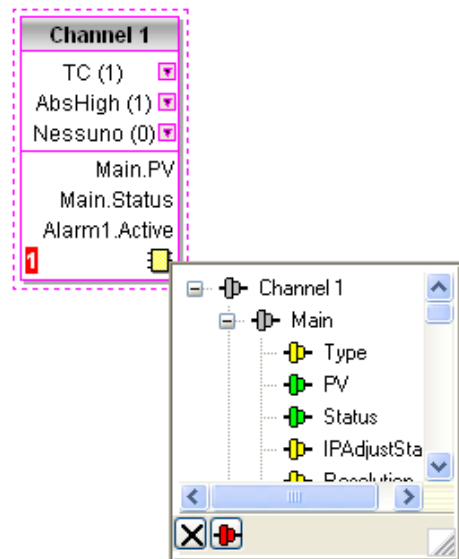 Channel 1
TC (1)
AbsHigh (1)
Nessuno (0)
Main.PV
Main.Status
Alarm1.Active
1
Channel 1
Main
Type
PV
Status
IPAdjustSta
Resolution